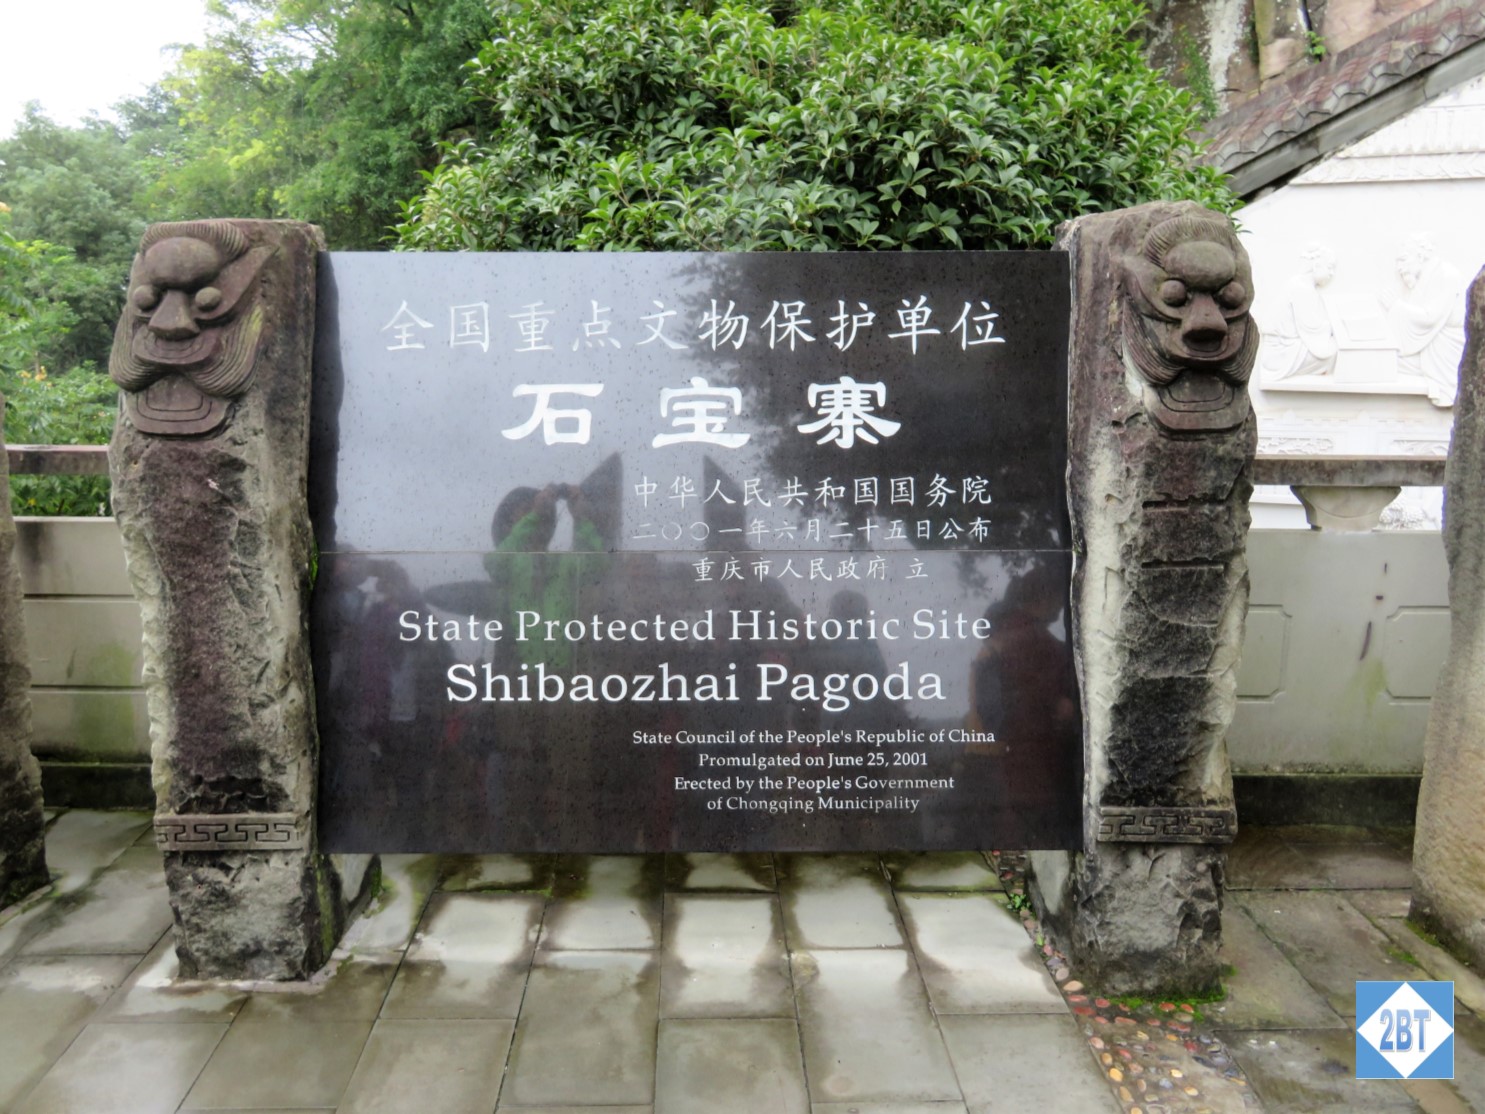 全国重点文物保护单位
石宝寨
中华人民共和国国务院
二〇〇一年六月二十五日公布
重庆市人民政府 立
State Protected Historic Site
Shibaozhai Pagoda
State Council of the People's Republic of China
Promulgated on June 25, 2001
Erected by the People's Government
of Chongqing Municipality
2BT